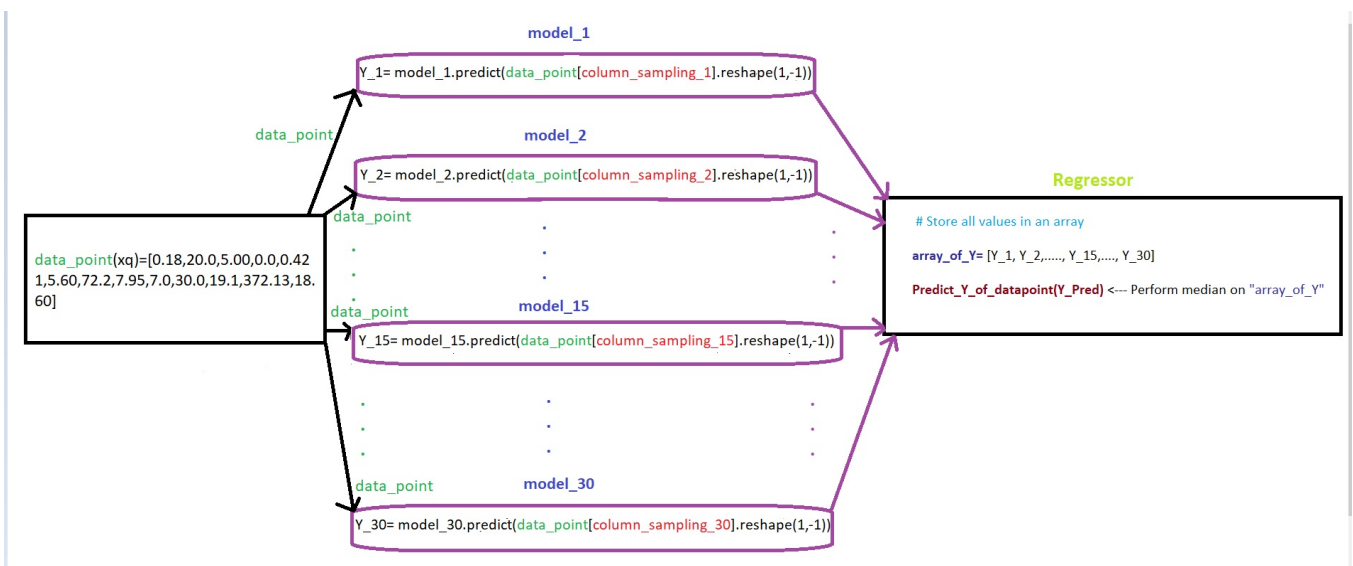 model_1
Y_1= model_1.predict(data_point[column_sampling_1].reshape(1,-1))
data_point
model_2
Y_2= model_2.predict(data_point[column_sampling_2].reshape(1,-1))
data_point
data_point(xq)=[0.18,20.0,5.00,0.0,0.42
1,5.60,72.2,7.95,7.0,30.0,19.1,372.13,18.
60]
data_point
model_15
Y_15= model_15.predict(data_point[column_sampling_15].reshape(1,-1))
data_point
model_30
Y_30= model_30.predict(data_point[column_sampling_30].reshape(1,-1))
Regressor
# Store all values in an array
array_of_Y= [Y_1, Y_2,....., Y_15,...., Y_30]
Predict_Y_of_datapoint(Y_Pred) <--- Perform median on "array_of_Y"